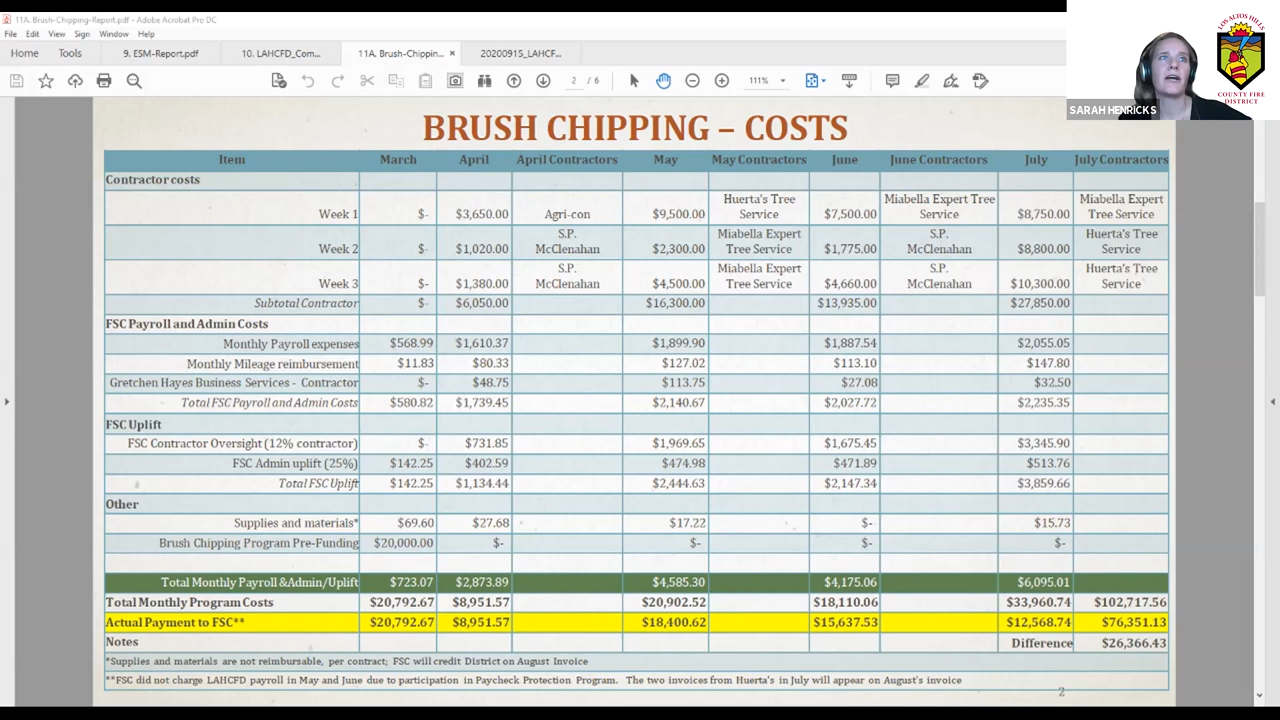 11A. Brush-Chipping-Report.pdf - Adobe Acrobat Pro DC
File Edit View Sign Window Help
Home Tools 9. ESM-Report.pdf 10. LAHCFD_Com... 11A. Brush-Chippin... × 20200915_LAHCF...
2 / 6 111%
LOS ALTOS HILLS
COUNTY FIRE
DISTRICT
SARAH HENRICKS
BRUSH CHIPPING – COSTS
Item March April April Contractors May May Contractors June June Contractors July July Contractors
Contractor costs
Week 1 $- $3,650.00 Agri-con $9,500.00 Huerta's Tree Service $7,500.00 Miabella Expert Tree Service $8,750.00 Miabella Expert Tree Service
Week 2 $- $1,020.00 S.P. McClenahan $2,300.00 Miabella Expert Tree Service $1,775.00 S.P. McClenahan $8,800.00 Huerta's Tree Service
Week 3 $- $1,380.00 S.P. McClenahan $4,500.00 Miabella Expert Tree Service $4,660.00 S.P. McClenahan $10,300.00 Huerta's Tree Service
Subtotal Contractor $- $6,050.00 $16,300.00 $13,935.00 $27,850.00
FSC Payroll and Admin Costs
Monthly Payroll expenses $568.99 $1,610.37 $1,899.90 $1,887.54 $2,055.05
Monthly Mileage reimbursement $11.83 $80.33 $127.02 $113.10 $147.80
Gretchen Hayes Business Services - Contractor $- $48.75 $113.75 $27.08 $32.50
Total FSC Payroll and Admin Costs $580.82 $1,739.45 $2,140.67 $2,027.72 $2,235.35
FSC Uplift
FSC Contractor Oversight (12% contractor) $- $731.85 $1,969.65 $1,675.45 $3,345.90
FSC Admin uplift (25%) $142.25 $402.59 $474.98 $471.89 $513.76
Total FSC Uplift $142.25 $1,134.44 $2,444.63 $2,147.34 $3,859.66
Other
Supplies and materials* $69.60 $27.68 $17.22 $- $15.73
Brush Chipping Program Pre-Funding $20,000.00 $- $- $- $-
Total Monthly Payroll &Admin/Uplift $723.07 $2,873.89 $4,585.30 $4,175.06 $6,095.01
Total Monthly Program Costs $20,792.67 $8,951.57 $20,902.52 $18,110.06 $33,960.74 $102,717.56
Actual Payment to FSC** $20,792.67 $8,951.57 $18,400.62 $15,637.53 $12,568.74 $76,351.13
Notes Difference $26,366.43
*Supplies and materials are not reimbursable, per contract; FSC will credit District on August Invoice
**FSC did not charge LAHCFD payroll in May and June due to participation in Paycheck Protection Program. The two invoices from Huerta's in July will appear on August's invoice
2